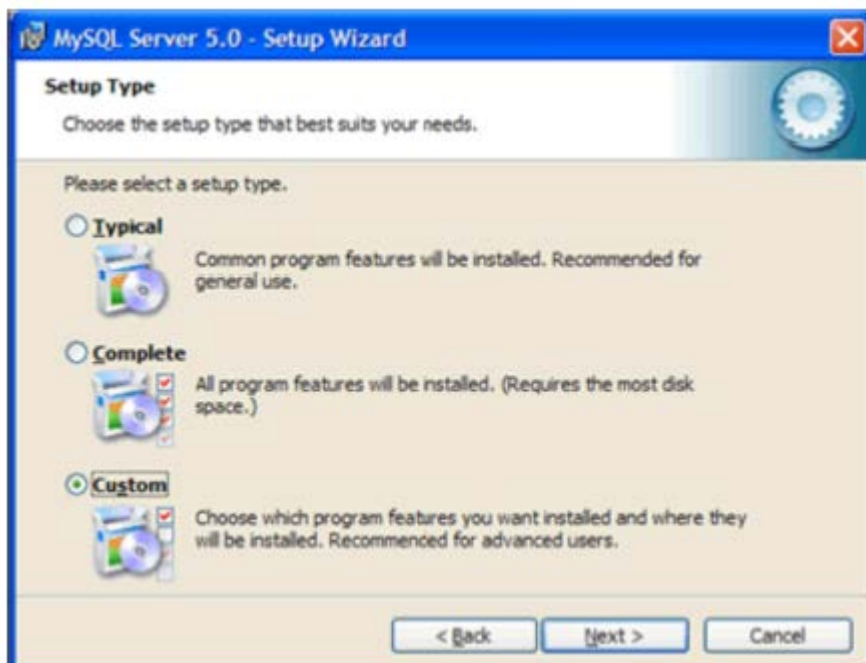 MySQL Server 5.0 - Setup Wizard
Setup Type
Choose the setup type that best suits your needs.
Please select a setup type.
Typical
Common program features will be installed. Recommended for
general use.
Complete
All program features will be installed. (Requires the most disk
space.)
Custom
Choose which program features you want installed and where they
will be installed. Recommended for advanced users.
< Back
Next >
Cancel